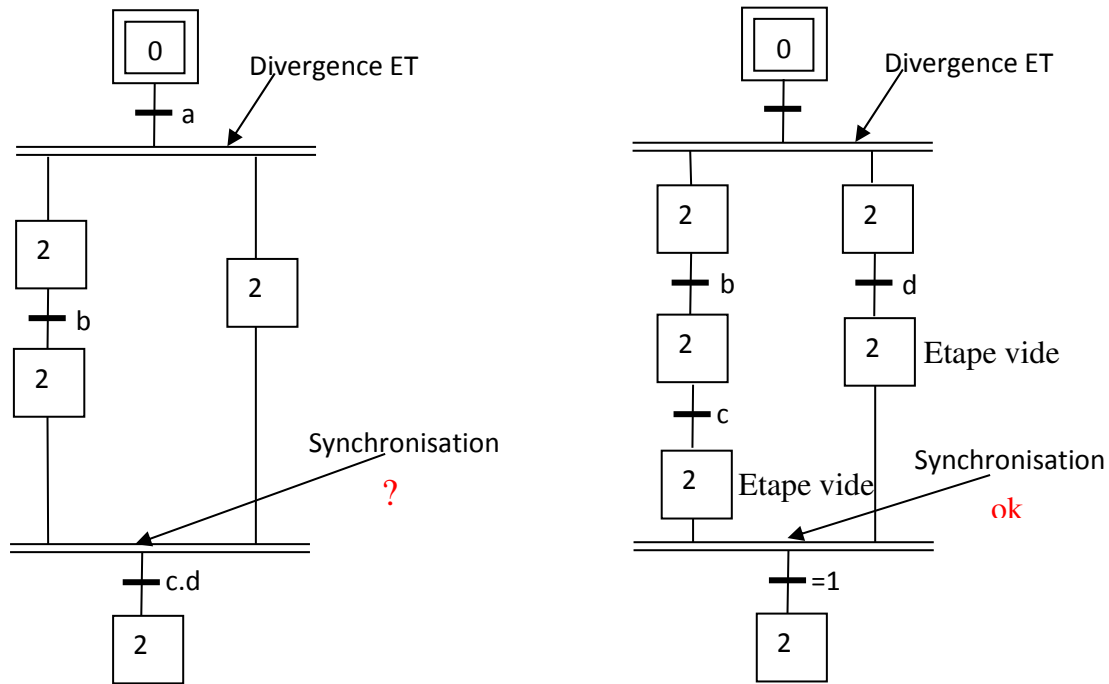 0
Divergence ET
a
2
2
b
2
Synchronisation
?
c.d
2
0
Divergence ET
2
2
b
d
2
2
Etape vide
c
Synchronisation
2
Etape vide
ok
=1
2